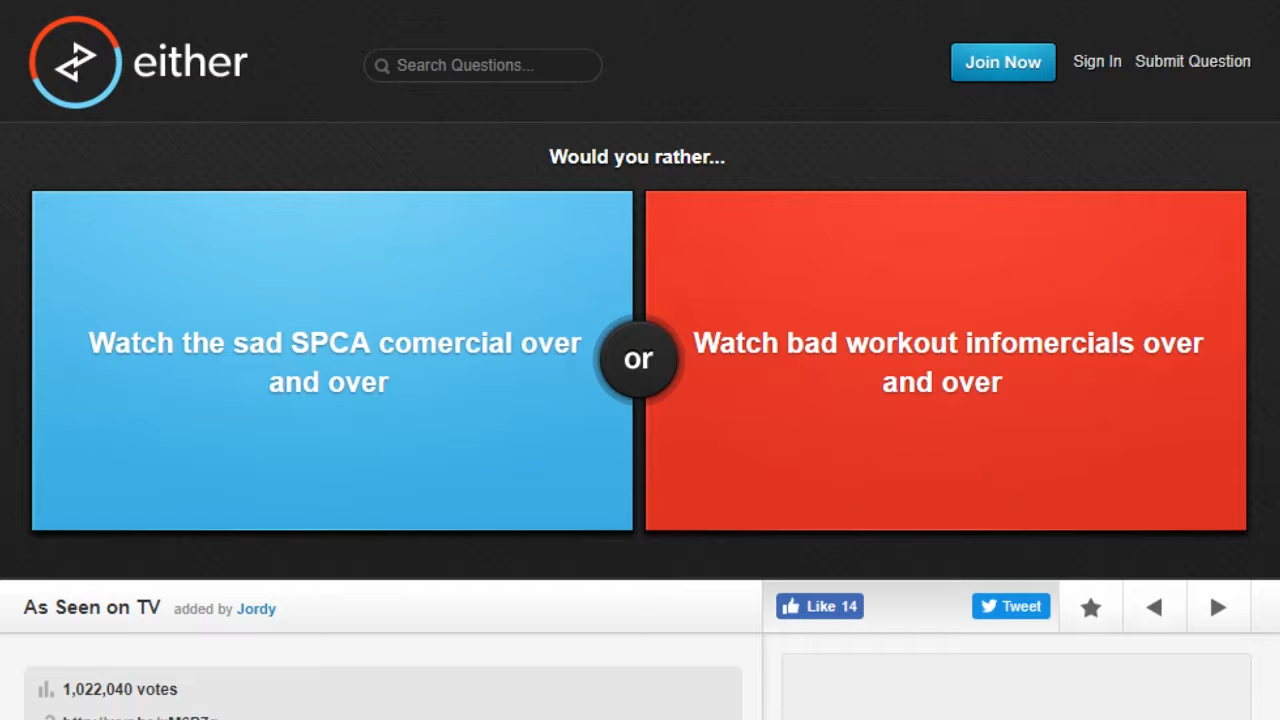 either
Search Questions...
Join Now
Sign In
Submit Question
Would you rather...
Watch the sad SPCA comercial over
and over
or
Watch bad workout infomercials over
and over
As Seen on TV added by Jordy
Like 14
Tweet
1,022,040 votes